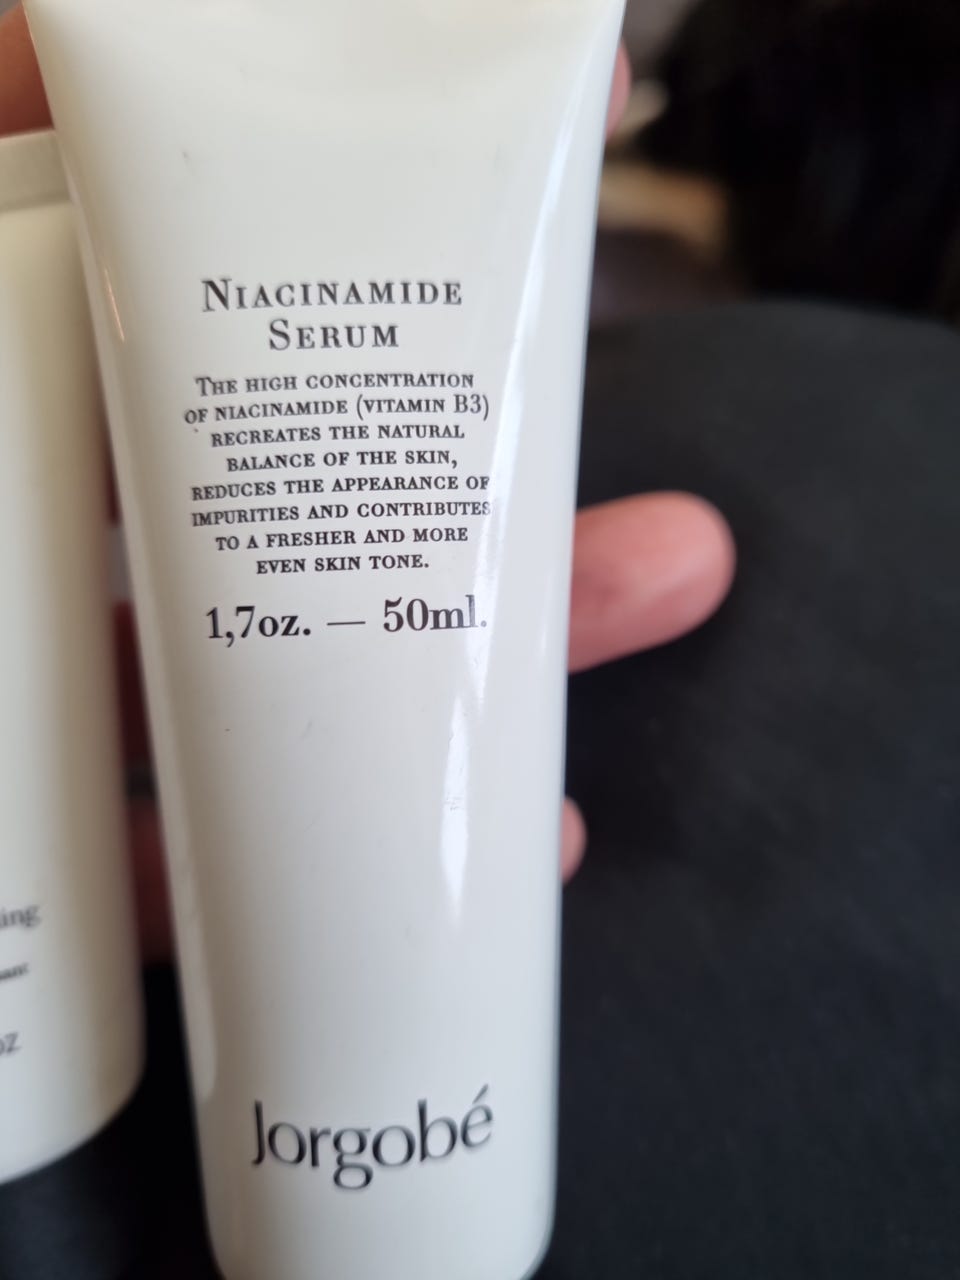 NIACINAMIDE
SERUM
THE HIGH CONCENTRATION
OF NIACINAMIDE (VITAMIN B3)
RECREATES THE NATURAL
BALANCE OF THE SKIN,
REDUCES THE APPEARANCE OF
IMPURITIES AND CONTRIBUTES
TO A FRESHER AND MORE
EVEN SKIN TONE.
1,7oz. — 50ml.
Jorgobé